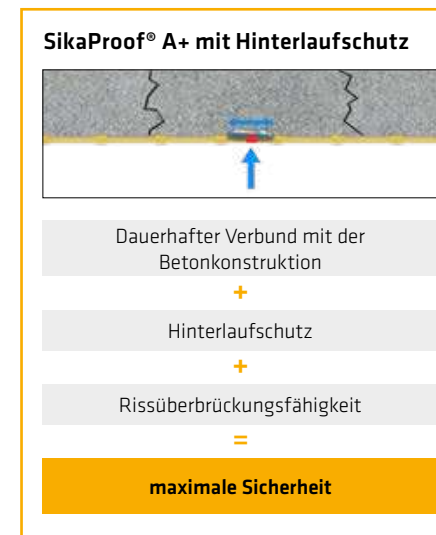 SikaProof® A+ mit Hinterlaufschutz
Dauerhafter Verbund mit der
Betonkonstruktion
+
Hinterlaufschutz
+
Rissüberbrückungsfähigkeit
=
maximale Sicherheit